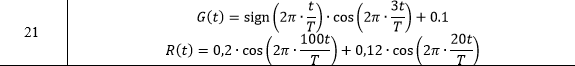 21
G(t) = sign(2π · t/T) · cos(2π · 3t/T) + 0.1
R(t) = 0,2 · cos(2π · 100t/T) + 0,12 · cos(2π · 20t/T)